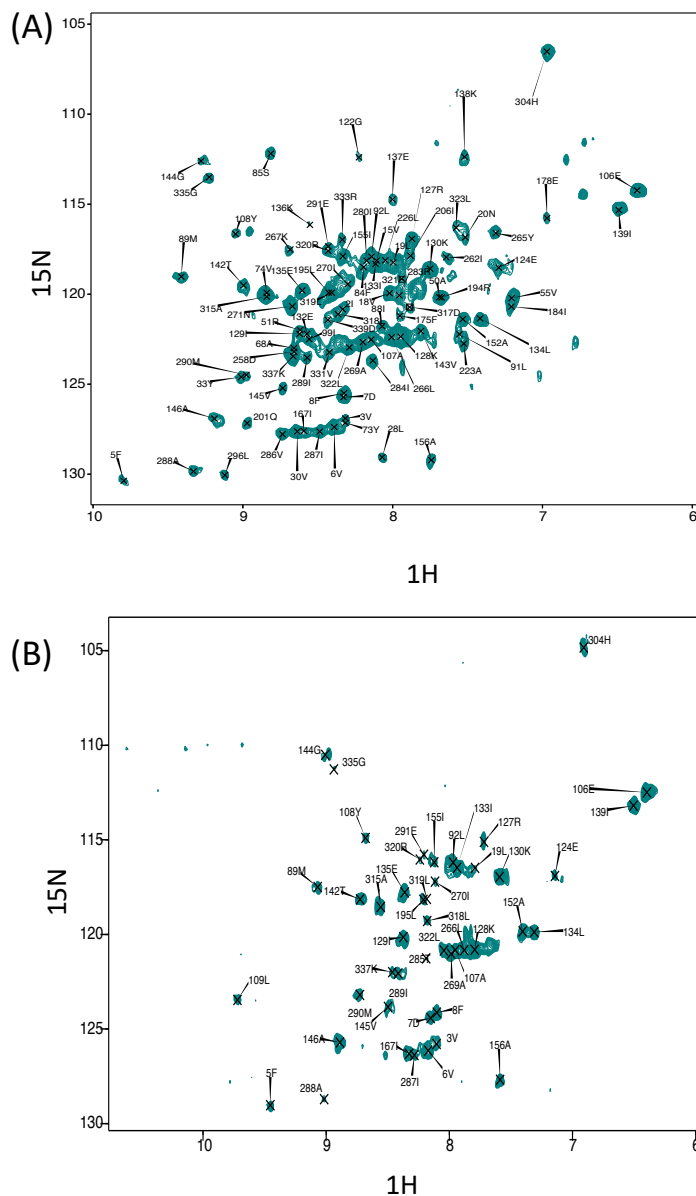 (A)
105
110
115
120
125
130
15N
10
9
8
7
6
1H
304H
138K
122G
144G
335G
85S
137E
127R
178E
106E
139I
136K
291E
333R
280I
92L
15V
226L
206I
323L
20N
108Y
267K
320R
155I
19L
130K
262I
265Y
124E
89M
142T
74V
135E
195L
270I
133I
321L
283F
50A
194R
55V
184I
315A
271N
319L
84F
18V
2I
318L
88I
175F
317D
132E
51R
129I
99I
339D
68A
258D
107A
128K
143V
152A
134L
91L
223A
290M
33Y
337K
289I
331V
322L
269A
284I
266L
145V
8F
7D
146A
201Q
167I
3V
73Y
28L
156A
5F
288A
296L
286V
30V
287I
6V
(B)
105
110
115
120
125
130
15N
10
9
8
7
6
1H
304H
144G
335G
106E
139I
108Y
291E
320R
155I
92L
133I
127R
19L
130K
124E
89M
135E
315A
142T
319L
195L
270I
318L
129I
322L
266L
128K
152A
134L
337K
285I
269A
107A
109L
289I
290M
145V
7D
8F
146A
167I
3V
287I
6V
156A
5F
288A